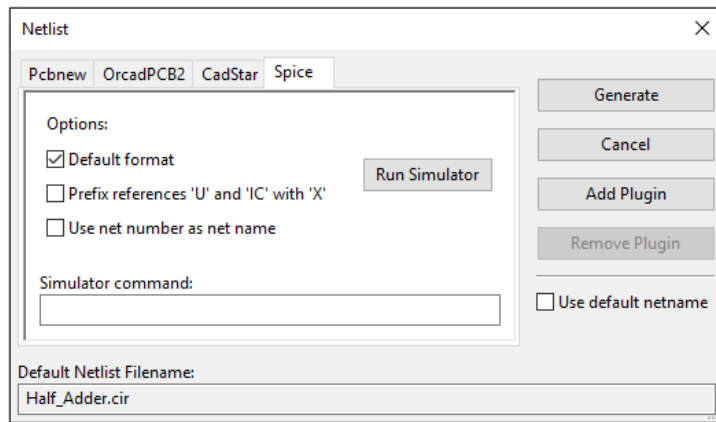 Netlist
Pcbnew OrcadPCB2 CadStar Spice
Options:
Default format
Prefix references 'U' and 'IC' with 'X'
Use net number as net name
Run Simulator
Simulator command:
Generate
Cancel
Add Plugin
Remove Plugin
Use default netname
Default Netlist Filename:
Half_Adder.cir